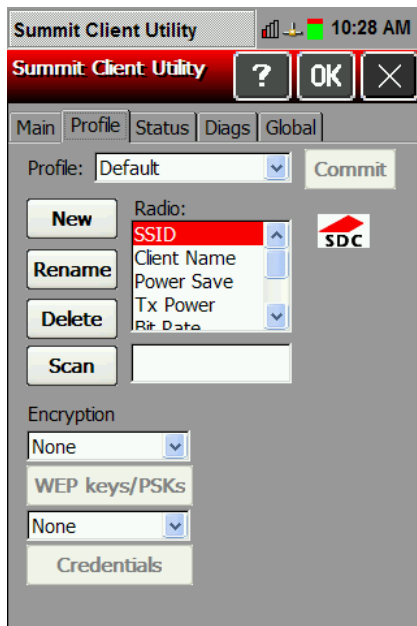 Summit Client Utility 10:28 AM
Summit Client Utility ? OK X
Main Profile Status Diags Global
Profile: Default Commit
New Radio:
SSID
Client Name
Rename
Power Save
Tx Power
Delete
Bit Rate
SDC
Scan
Encryption
None
WEP keys/PSKs
None
Credentials